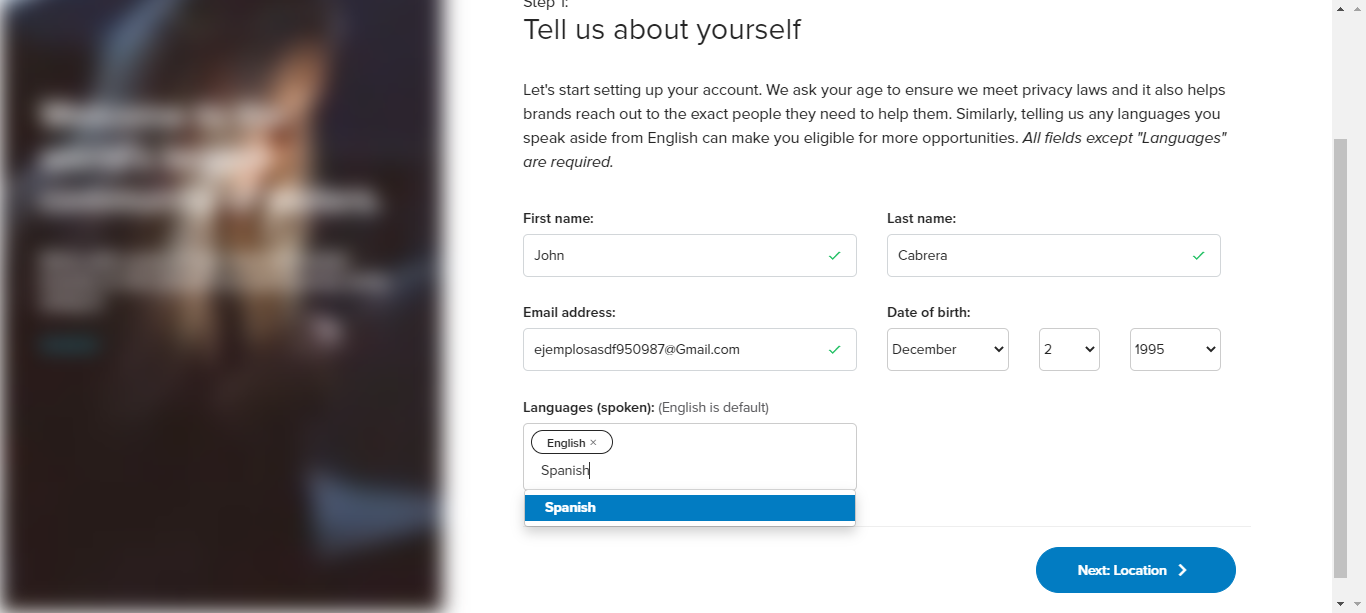 Step 1:
Tell us about yourself
Let's start setting up your account. We ask your age to ensure we meet privacy laws and it also helps
brands reach out to the exact people they need to help them. Similarly, telling us any languages you
speak aside from English can make you eligible for more opportunities. All fields except "Languages"
are required.
First name:
Last name:
John
Cabrera
Email address:
Date of birth:
ejemplosasdf950987@Gmail.com
December
2
1995
Languages (spoken): (English is default)
English ×
Spanish
Spanish
Next: Location